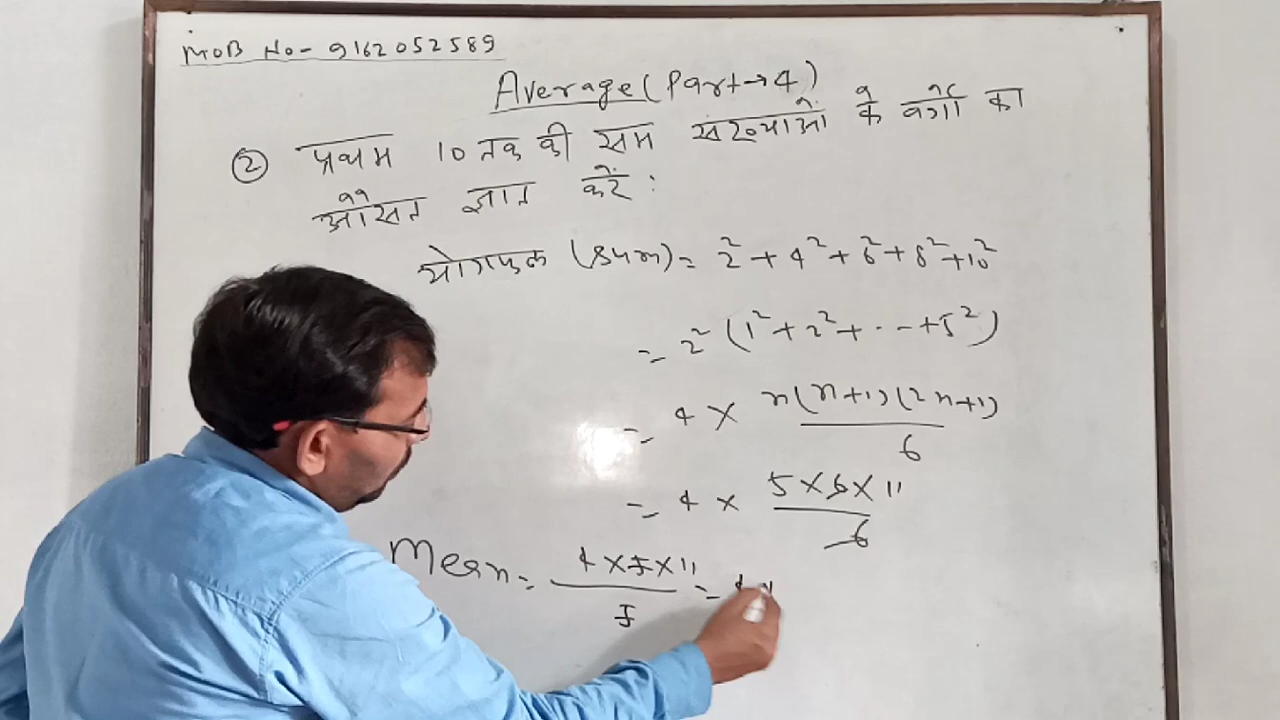 MOB No- 9162052589
Average (Part→4)
② प्रथम 10 तक की सम संख्याओं के वर्गों का
औसत ज्ञात करें :
योगफल (Sum) = 2² + 4² + 6² + 8² + 10²
= 2² (1² + 2² + ... + 5²)
= 4 × n(n+1)(2n+1) / 6
= 4 × 5×6×11 / 6
Mean = 4×5×11 / 5 = 4×